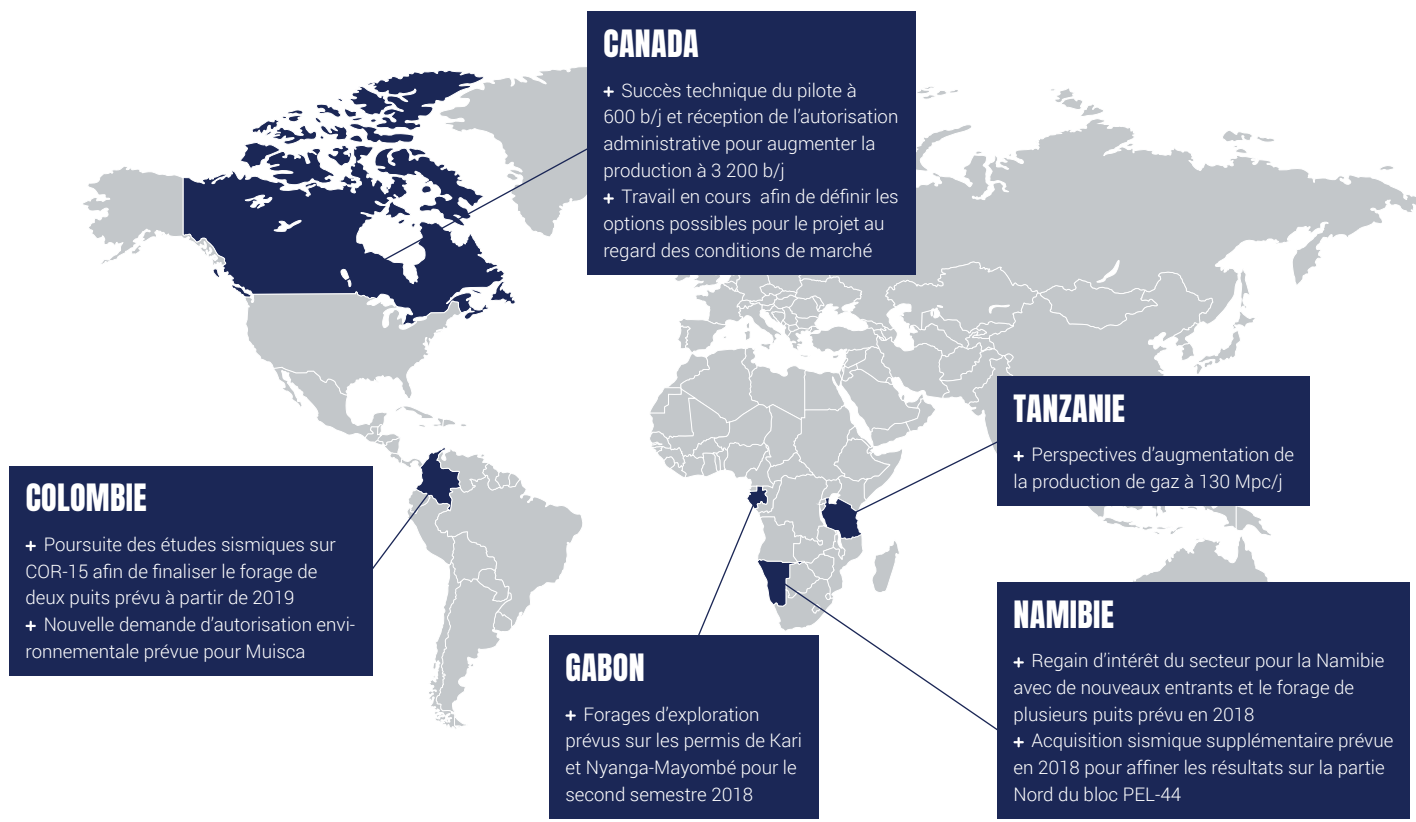 CANADA
+ Succès technique du pilote à
600 b/j et réception de l'autorisation
administrative pour augmenter la
production à 3 200 b/j
+ Travail en cours afin de définir les
options possibles pour le projet au
regard des conditions de marché
TANZANIE
+ Perspectives d'augmentation de
la production de gaz à 130 Mpc/j
COLOMBIE
+ Poursuite des études sismiques sur
COR-15 afin de finaliser le forage de
deux puits prévu à partir de 2019
+ Nouvelle demande d'autorisation envi-
ronnementale prévue pour Muisca
GABON
+ Forages d'exploration
prévus sur les permis de Kari
et Nyanga-Mayombé pour le
second semestre 2018
NAMIBIE
+ Regain d'intérêt du secteur pour la Namibie
avec de nouveaux entrants et le forage de
plusieurs puits prévu en 2018
+ Acquisition sismique supplémentaire prévue
en 2018 pour affiner les résultats sur la partie
Nord du bloc PEL-44